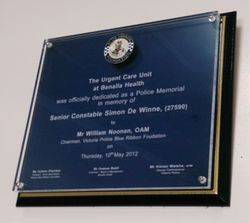 The Urgent Care Unit
at Benalla Health
was officially dedicated as a Police Memorial
in memory of
Senior Constable Simon De Winne, (27590)
by
Mr William Noonan, OAM
Chairman, Victoria Police Blue Ribbon Foundation
on
Thursday, 10th May 2012